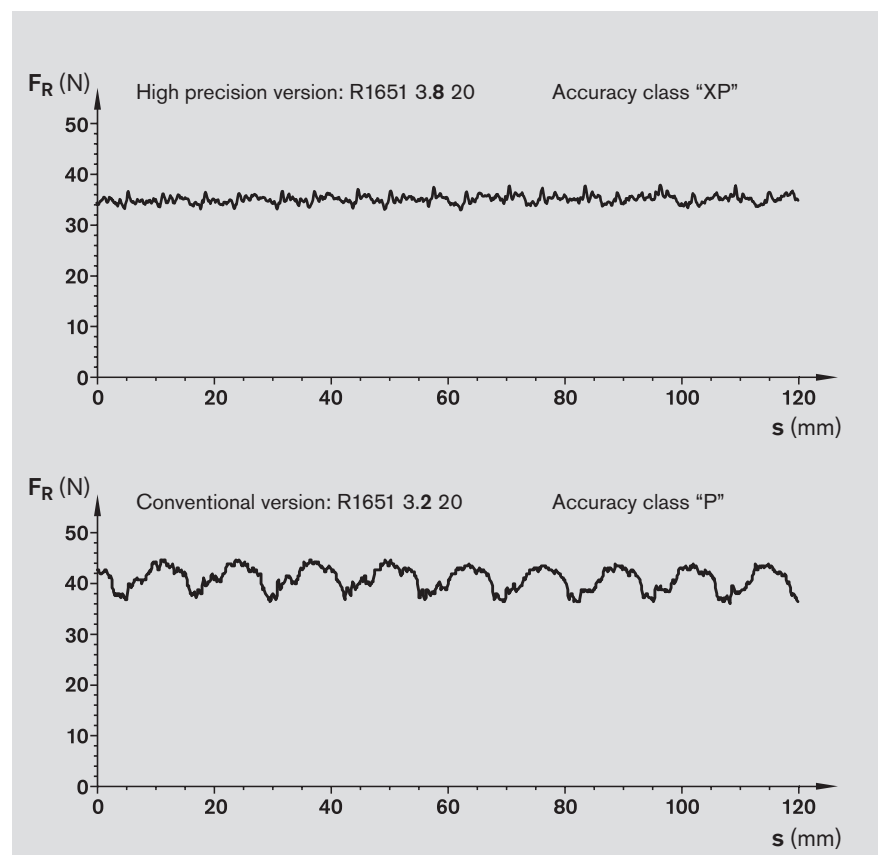 F_R (N)
High precision version: R1651 3.8 20 Accuracy class “XP”
50
40
30
20
10
0
0 20 40 60 80 100 120
s (mm)
F_R (N)
Conventional version: R1651 3.2 20 Accuracy class “P”
50
40
30
20
10
0
0 20 40 60 80 100 120
s (mm)